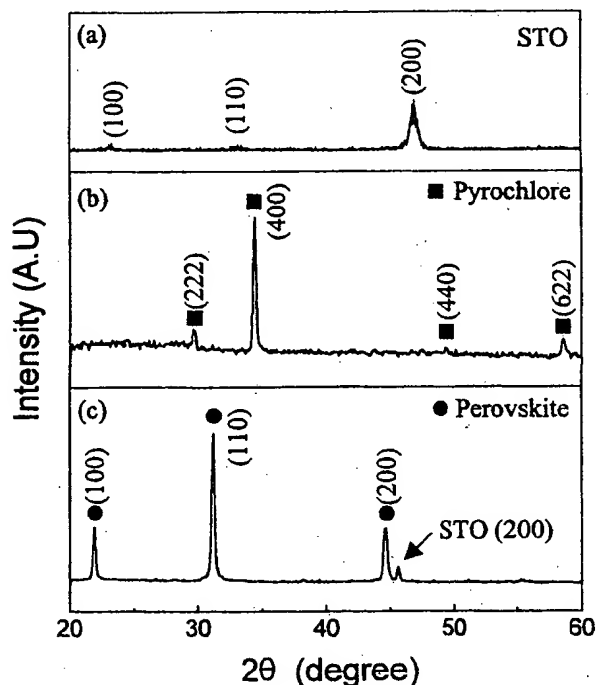 (a)
STO
(100)
(110)
(200)
(b)
■ Pyrochlore
(222)
(400)
(440)
(622)
(c)
● Perovskite
(100)
(110)
(200)
STO (200)
Intensity (A.U)
20
30
40
50
60
2θ (degree)